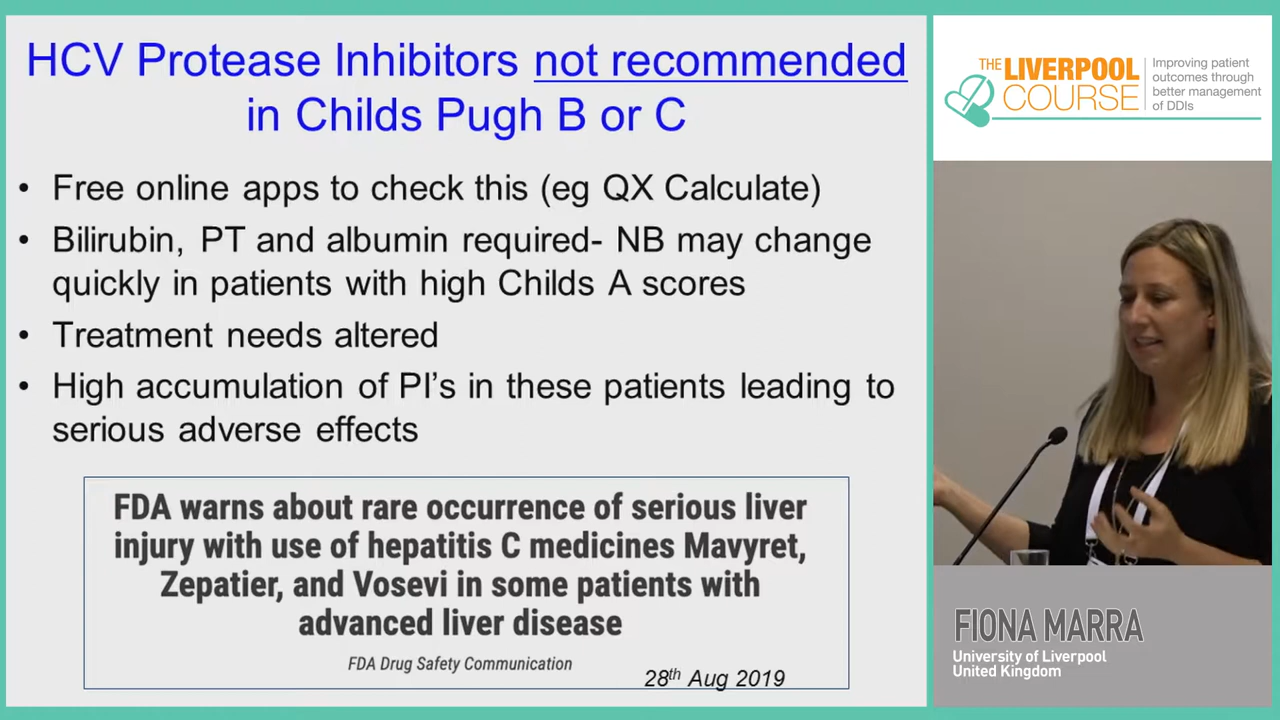 HCV Protease Inhibitors not recommended
in Childs Pugh B or C
• Free online apps to check this (eg QX Calculate)
• Bilirubin, PT and albumin required- NB may change
quickly in patients with high Childs A scores
• Treatment needs altered
• High accumulation of PI's in these patients leading to
serious adverse effects
FDA warns about rare occurrence of serious liver
injury with use of hepatitis C medicines Mavyret,
Zepatier, and Vosevi in some patients with
advanced liver disease
FDA Drug Safety Communication
28th Aug 2019
THE LIVERPOOL
COURSE
Improving patient
outcomes through
better management
of DDIs
FIONA MARRA
University of Liverpool
United Kingdom